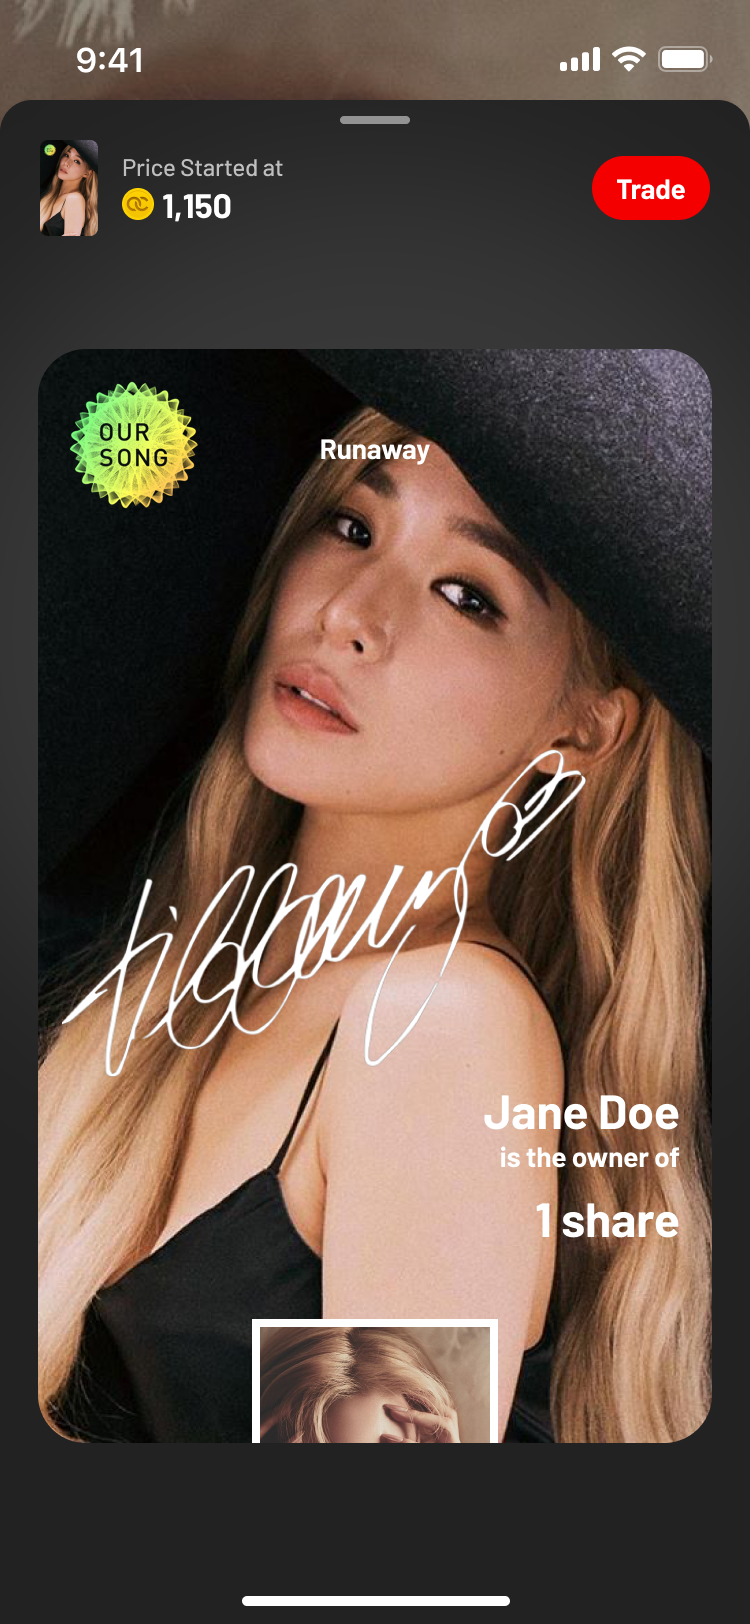 9:41
Price Started at
1,150
Trade
OUR
SONG
Runaway
Jane Doe
is the owner of
1 share